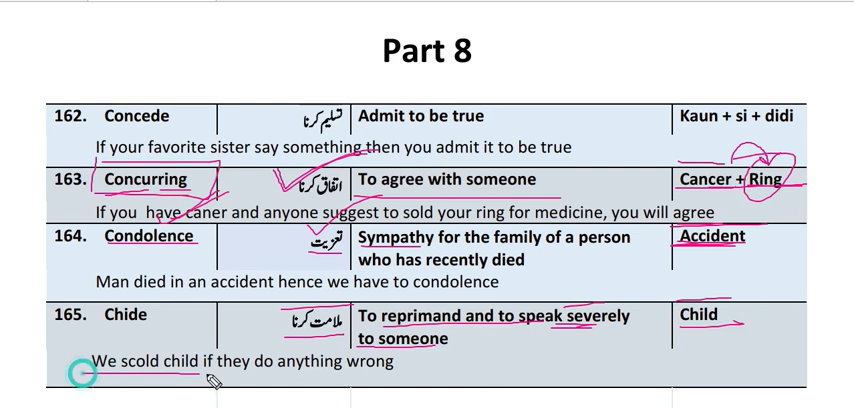 Part 8
162. Concede تسلیم کرنا Admit to be true Kaun + si + didi
If your favorite sister say something then you admit it to be true
163. Concurring اتفاق کرنا To agree with someone Cancer + Ring
If you have caner and anyone suggest to sold your ring for medicine, you will agree
164. Condolence تعزیت Sympathy for the family of a person Accident
who has recently died
Man died in an accident hence we have to condolence
165. Chide ملامت کرنا To reprimand and to speak severely Child
to someone
We scold child if they do anything wrong